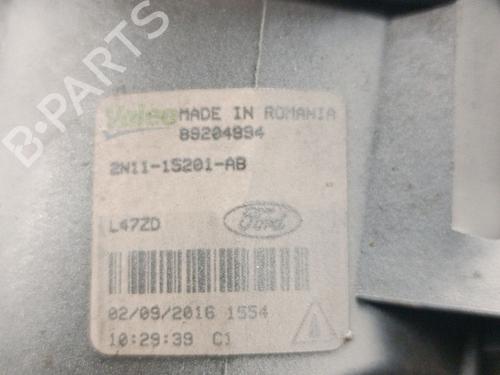 B-PARTS
Valeo MADE IN ROMANIA
89204894
2N11-15201-AB
L47ZD Ford
02/09/2016 1554
10:29:39 C1